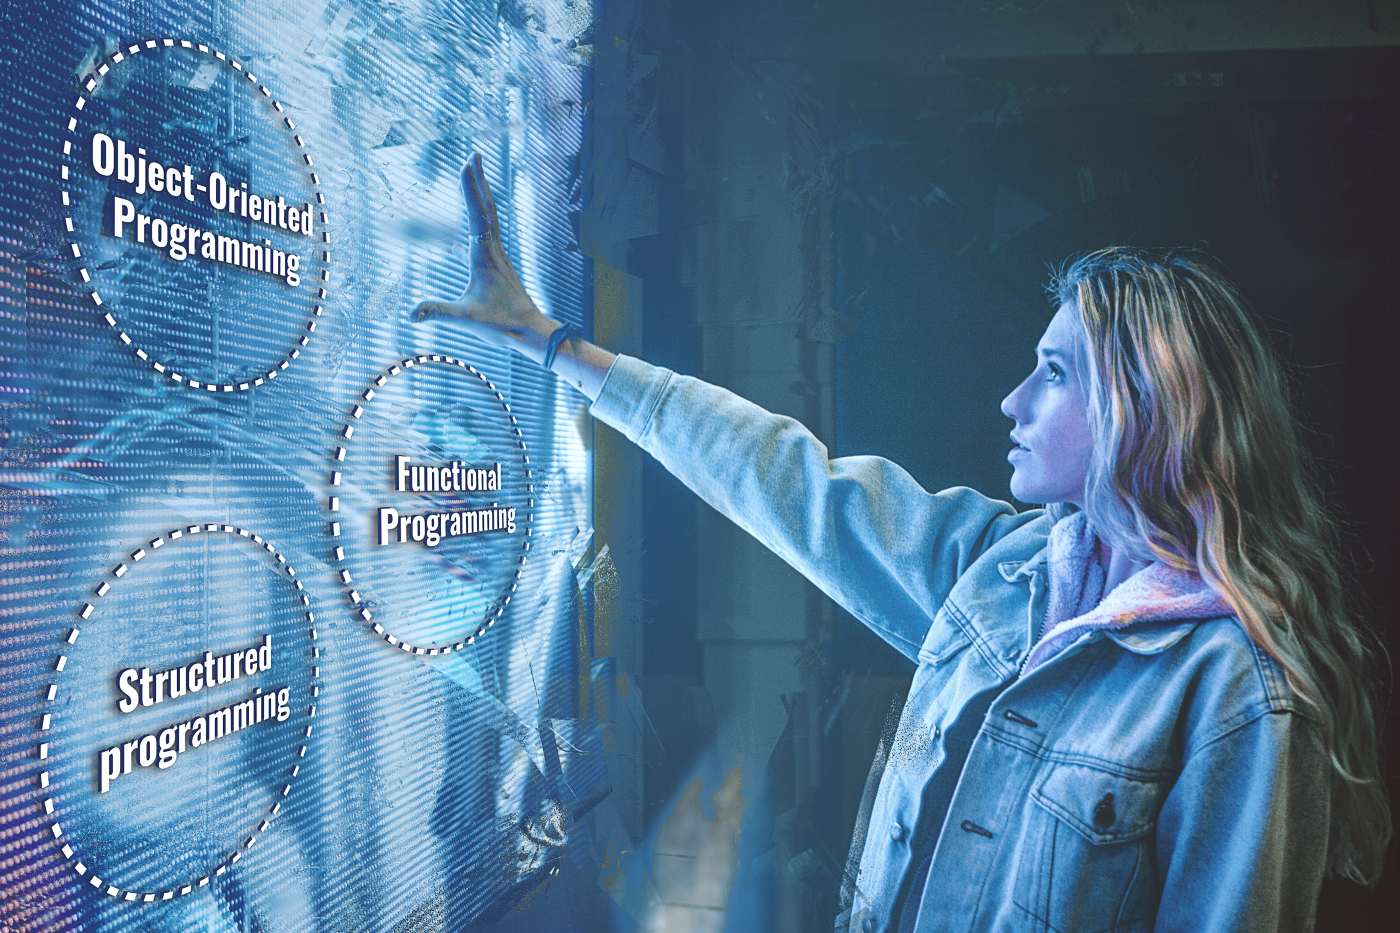 Object-Oriented
Programming
Functional
Programming
Structured
programming